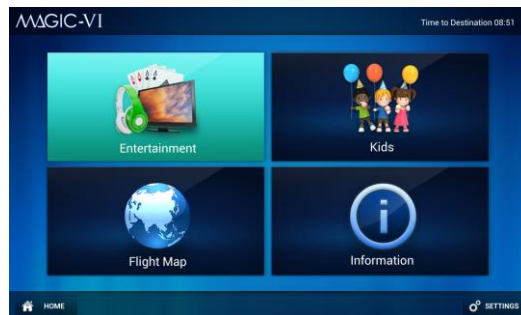 MAGIC-VI
Time to Destination 08:51
Entertainment
Kids
Flight Map
Information
HOME
SETTINGS